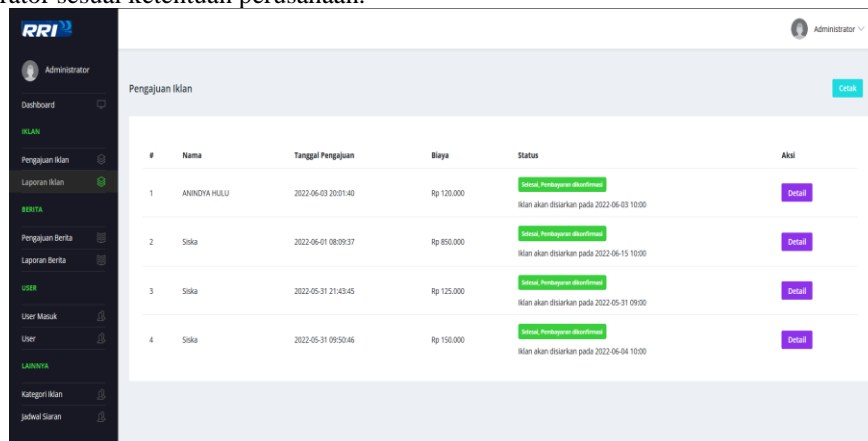 rator sesuai ketentuan perusahaan.
RRI
Administrator
Administrator
Dashboard
IKLAN
Pengajuan Iklan
Laporan Iklan
BERITA
Pengajuan Berita
Laporan Berita
USER
User Masuk
User
LAINNYA
Kategori Iklan
Jadwal Siaran
Pengajuan Iklan
Cetak
# Nama Tanggal Pengajuan Biaya Status Aksi
1 ANINDYA HULU 2022-06-03 20:01:40 Rp 120.000 Selesai, Pembayaran dikonfirmasi Detail
Iklan akan disiarkan pada 2022-06-03 10:00
2 Siska 2022-06-01 08:09:37 Rp 850.000 Selesai, Pembayaran dikonfirmasi Detail
Iklan akan disiarkan pada 2022-06-15 10:00
3 Siska 2022-05-31 21:43:45 Rp 125.000 Selesai, Pembayaran dikonfirmasi Detail
Iklan akan disiarkan pada 2022-05-31 09:00
4 Siska 2022-05-31 09:50:46 Rp 150.000 Selesai, Pembayaran dikonfirmasi Detail
Iklan akan disiarkan pada 2022-06-04 10:00